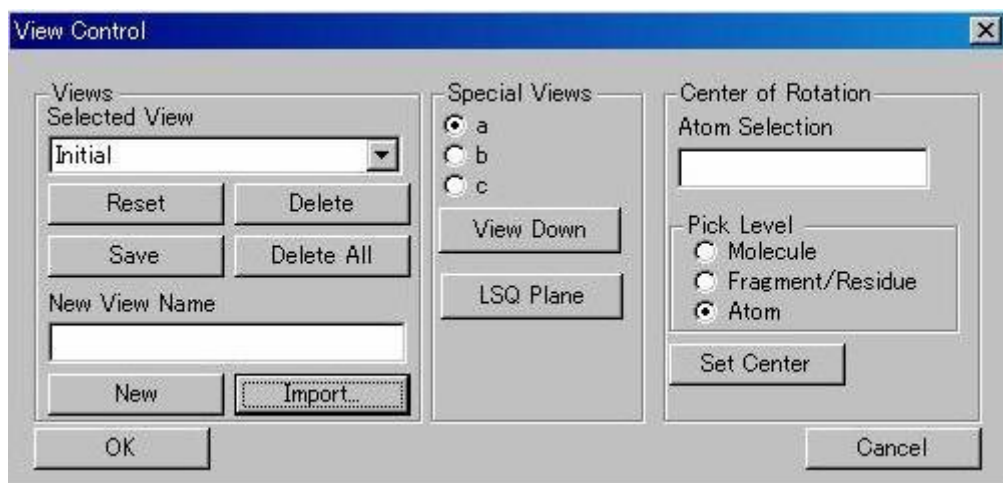 View Control
Views
Selected View
Initial
Reset
Delete
Save
Delete All
New View Name
New
Import...
Special Views
a
b
c
View Down
LSQ Plane
Center of Rotation
Atom Selection
Pick Level
Molecule
Fragment/Residue
Atom
Set Center
OK
Cancel